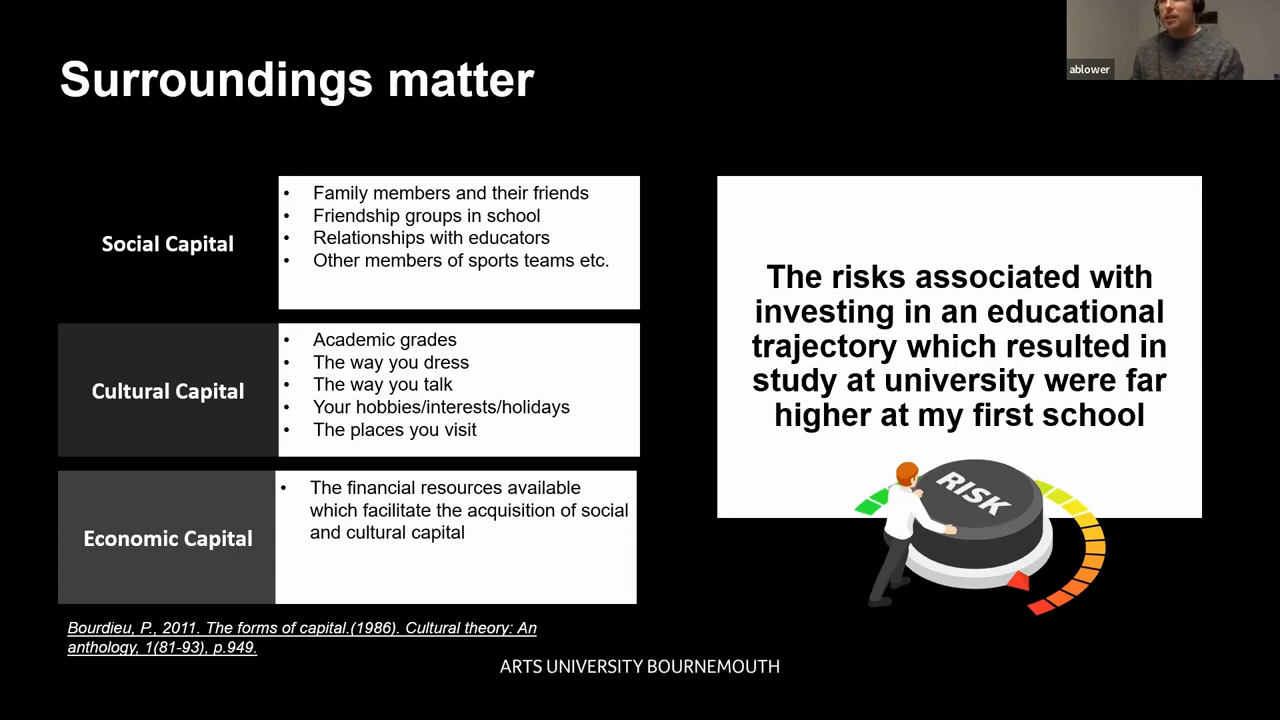 ablower
Surroundings matter
Social Capital
• Family members and their friends
• Friendship groups in school
• Relationships with educators
• Other members of sports teams etc.
Cultural Capital
• Academic grades
• The way you dress
• The way you talk
• Your hobbies/interests/holidays
• The places you visit
Economic Capital
• The financial resources available
which facilitate the acquisition of social
and cultural capital
The risks associated with
investing in an educational
trajectory which resulted in
study at university were far
higher at my first school
RISK
Bourdieu, P., 2011. The forms of capital.(1986). Cultural theory: An
anthology, 1(81-93), p.949.
ARTS UNIVERSITY BOURNEMOUTH